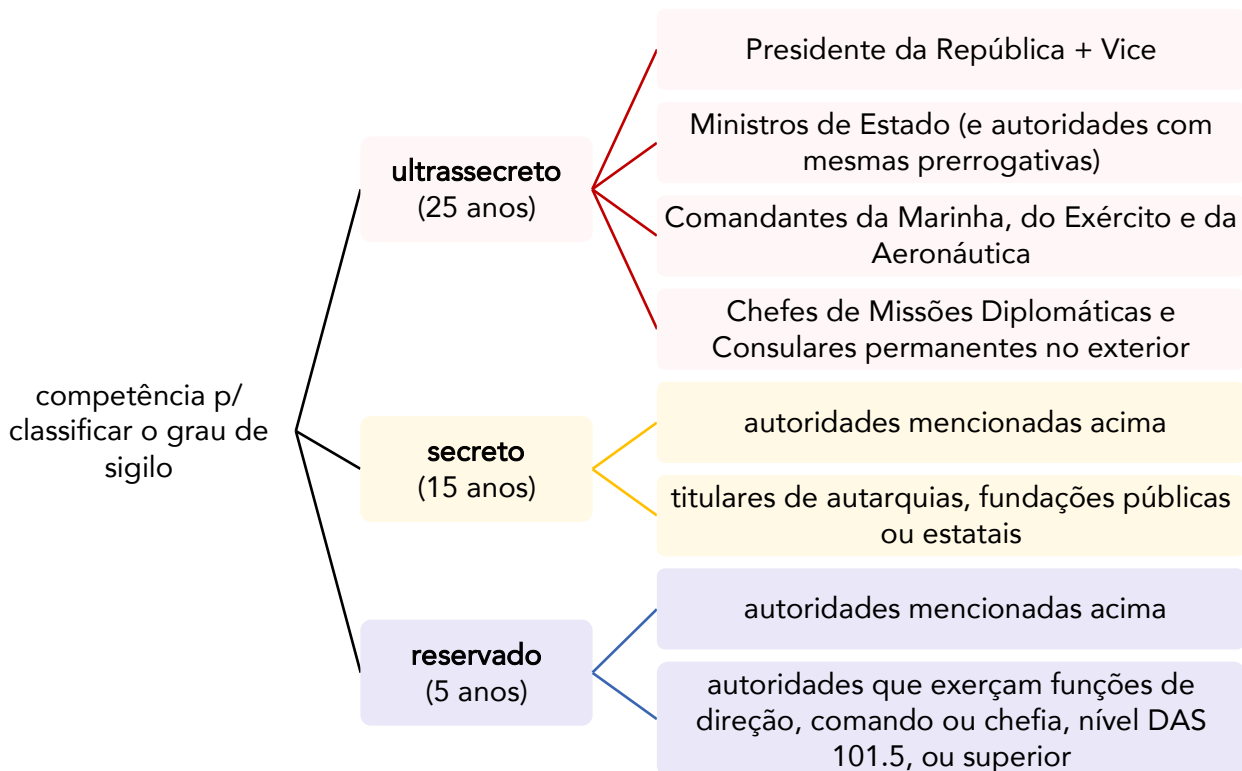 competência p/
classificar o grau de
sigilo
ultrassecreto
(25 anos)
Presidente da República + Vice
Ministros de Estado (e autoridades com
mesmas prerrogativas)
Comandantes da Marinha, do Exército e da
Aeronáutica
Chefes de Missões Diplomáticas e
Consulares permanentes no exterior
secreto
(15 anos)
autoridades mencionadas acima
titulares de autarquias, fundações públicas
ou estatais
reservado
(5 anos)
autoridades mencionadas acima
autoridades que exerçam funções de
direção, comando ou chefia, nível DAS
101.5, ou superior